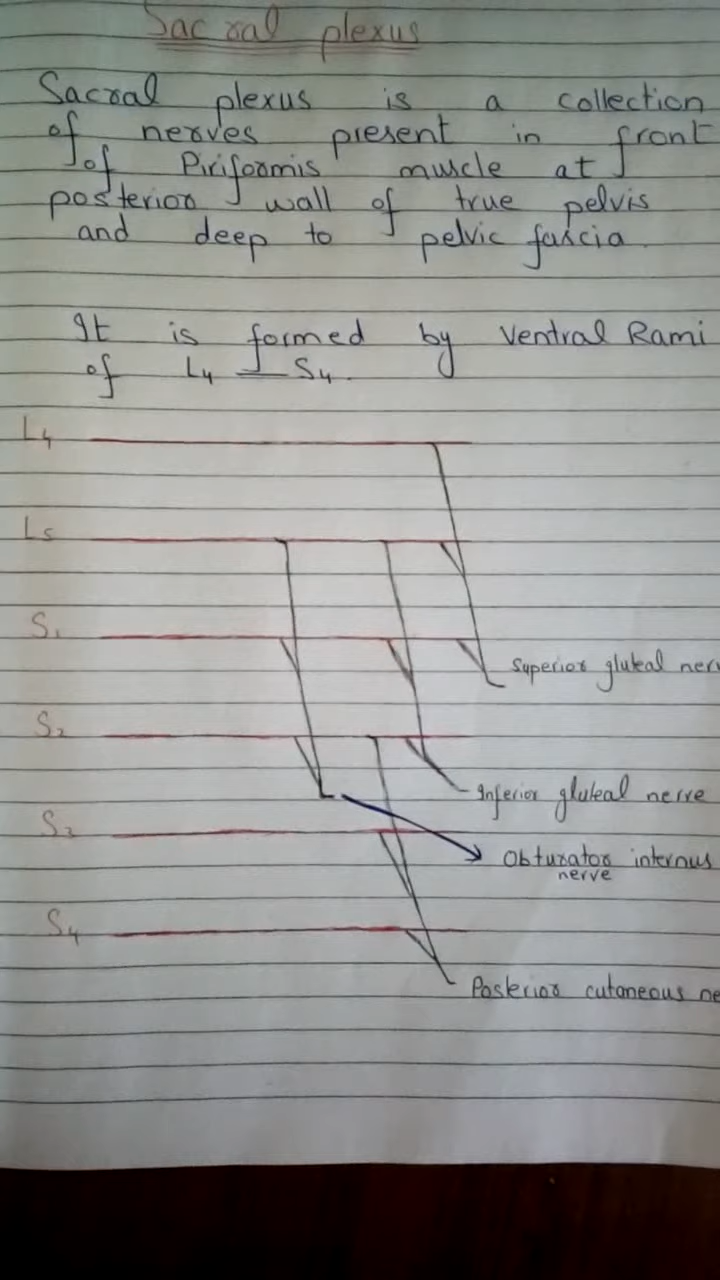 Sacral plexus
Sacral plexus is a collection
of nerves present in front
of Piriformis muscle at
posterior wall of true pelvis
and deep to pelvic fascia.
It is formed by Ventral Rami
of L4 — S4.
L4
L5
S1
Superior gluteal
S2
Inferior gluteal nerve
S3
Obturator internus
nerve
S4
Posterior cutaneous